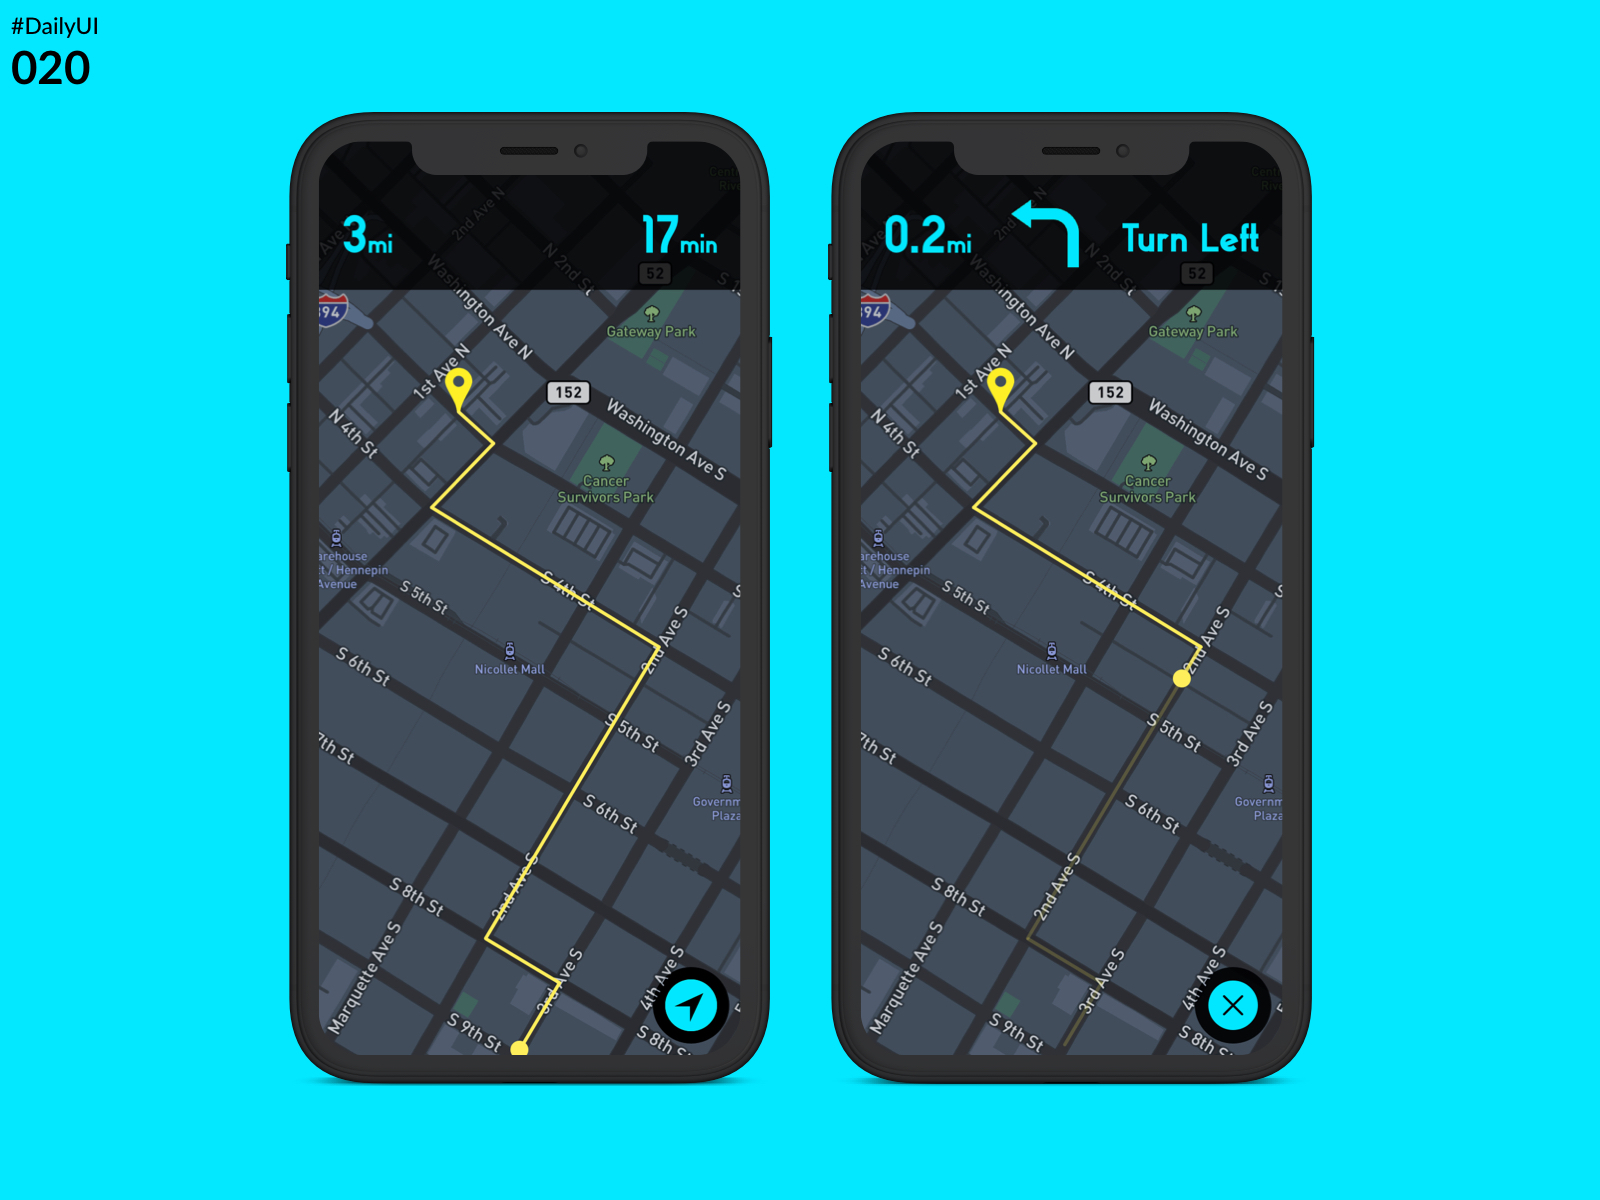 #DailyUI
020
2nd Ave N
3mi
17min
N 2nd St
52
Washington Ave N
94
Gateway Park
1st Ave N
152
Washington Ave S
N 4th St
Cancer
Survivors Park
arehouse
t / Hennepin
Avenue
S 4th St
S 5th St
2nd Ave S
Nicollet Mall
S 6th St
S 5th St
3rd Ave S
7th St
Governm
Plaza
S 6th St
2nd Ave S
S 8th St
Marquette Ave S
3rd Ave S
4th Ave S
S 9th St
S 8th S
0.2mi
Turn Left
N 2nd St
52
Washington Ave N
94
Gateway Park
1st Ave N
152
Washington Ave S
N 4th St
Cancer
Survivors Park
arehouse
t / Hennepin
Avenue
S 4th St
S 5th St
2nd Ave S
Nicollet Mall
S 6th St
S 5th St
3rd Ave S
7th St
Governm
Plaza
S 6th St
2nd Ave S
S 8th St
Marquette Ave S
3rd Ave S
4th Ave S
S 9th St
S 8th S